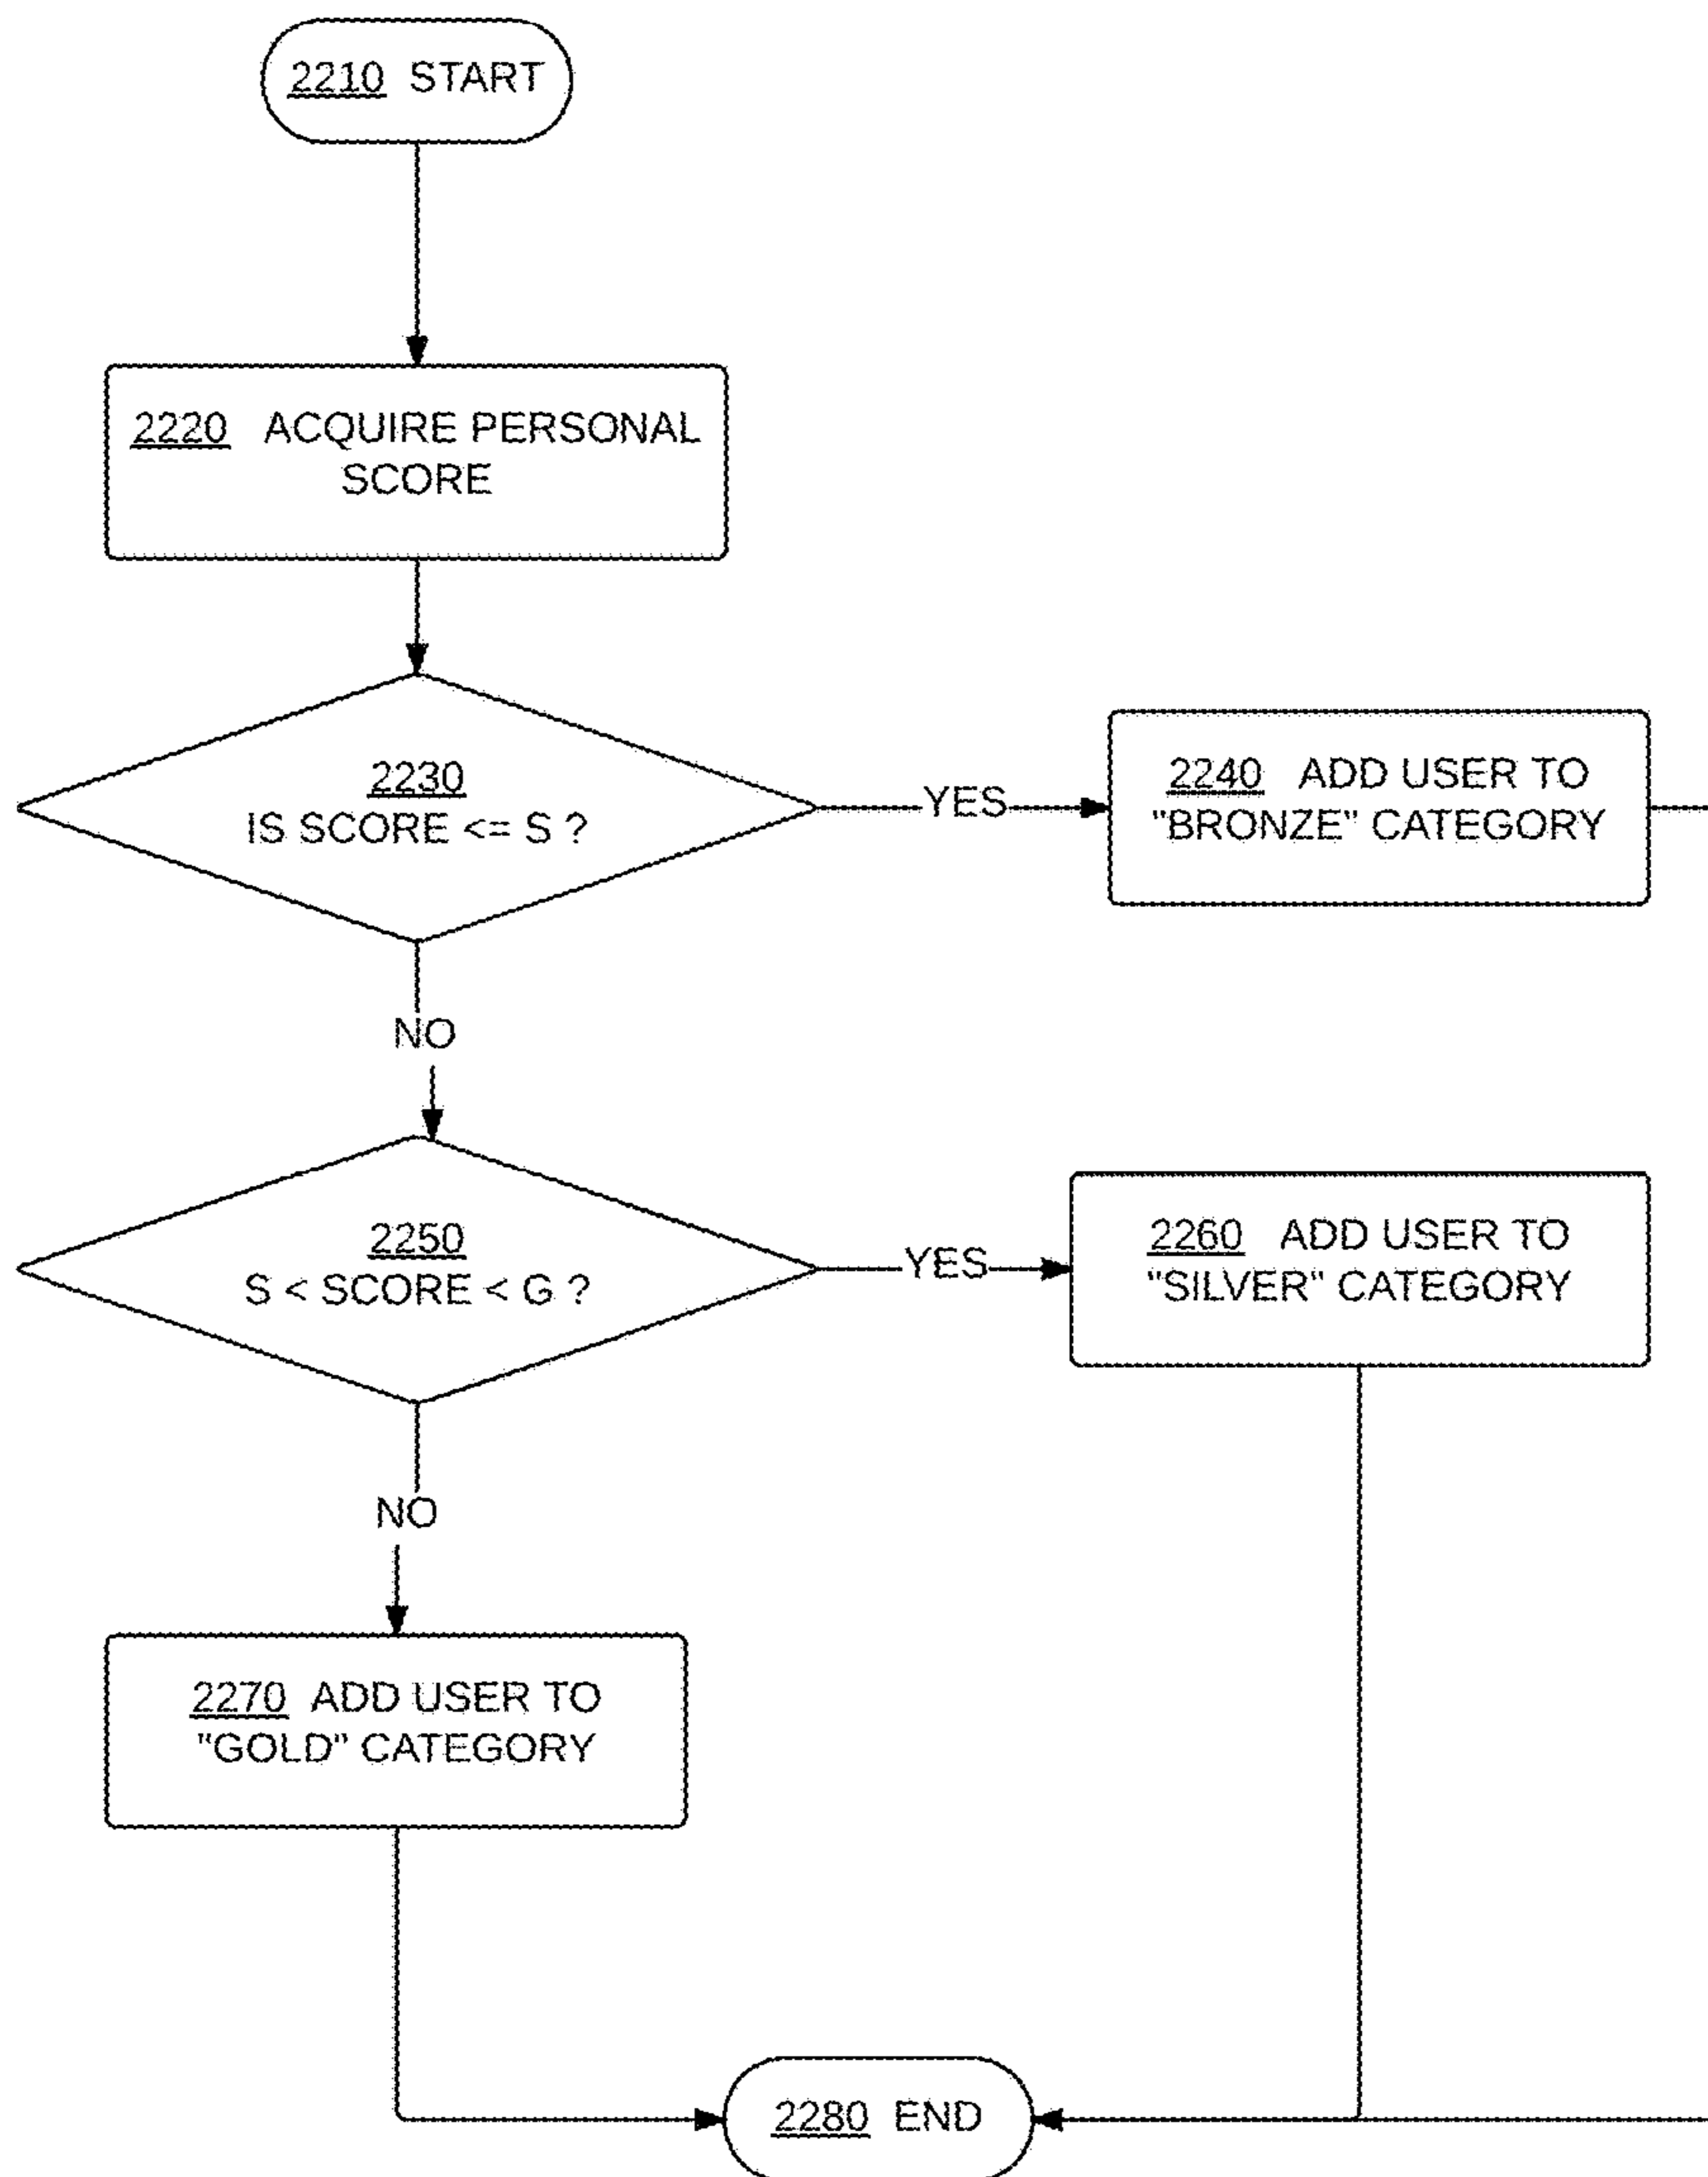 2210 START
2220 ACQUIRE PERSONAL
SCORE
2230
IS SCORE <= S ?
YES
2240 ADD USER TO
"BRONZE" CATEGORY
NO
2250
S < SCORE < G ?
YES
2260 ADD USER TO
"SILVER" CATEGORY
NO
2270 ADD USER TO
"GOLD" CATEGORY
2280 END